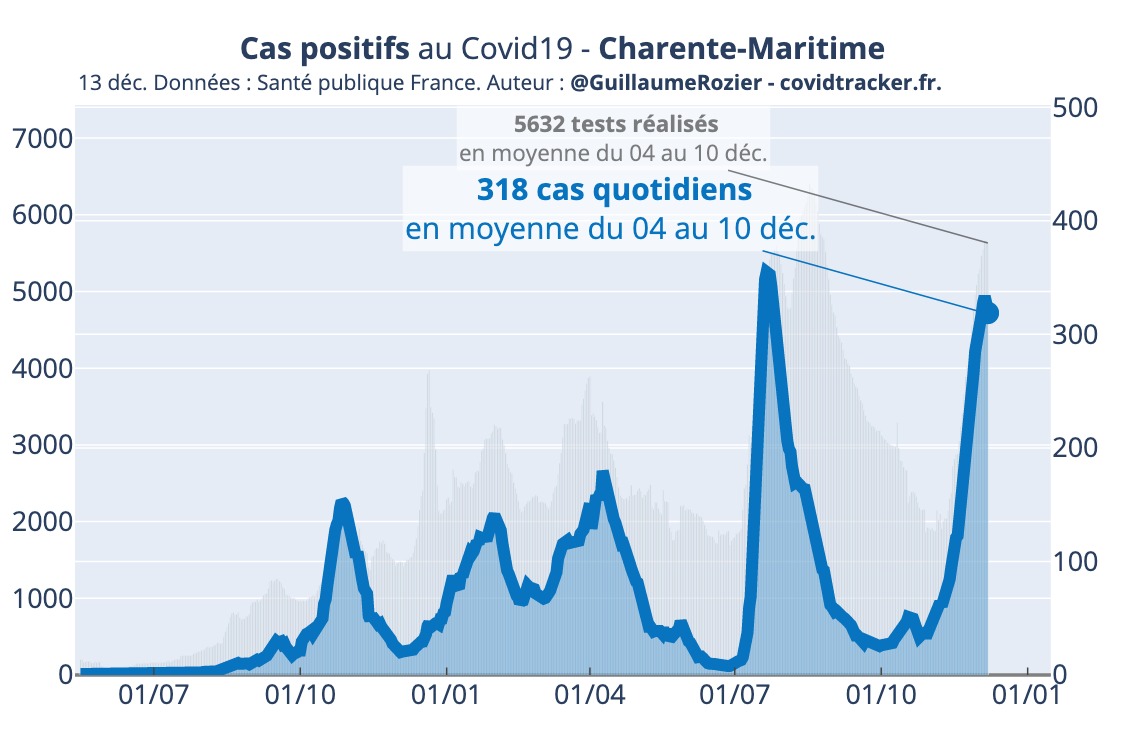 Cas positifs au Covid19 - Charente-Maritime
13 déc. Données : Santé publique France. Auteur : @GuillaumeRozier - covidtracker.fr.
5632 tests réalisés
en moyenne du 04 au 10 déc.
318 cas quotidiens
en moyenne du 04 au 10 déc.
7000
6000
5000
4000
3000
2000
1000
0
500
400
300
200
100
0
01/07 01/10 01/01 01/04 01/07 01/10 01/01